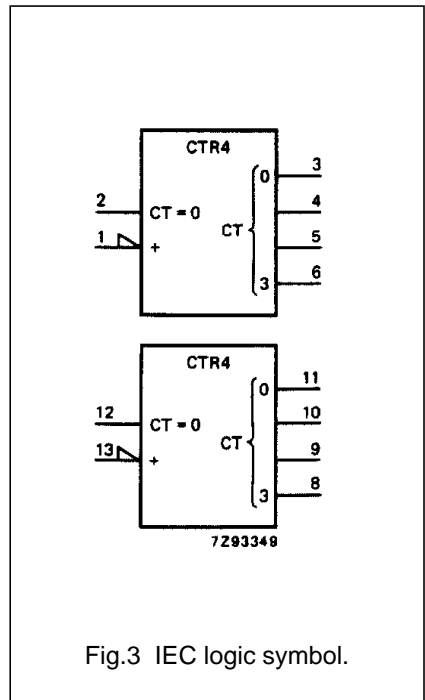 CTR4
0 3
2 4
CT = 0
CT
1 5
+
3 6
CTR4
0 11
12 10
CT = 0
CT
13 9
+
3 8
7Z93349
Fig.3 IEC logic symbol.